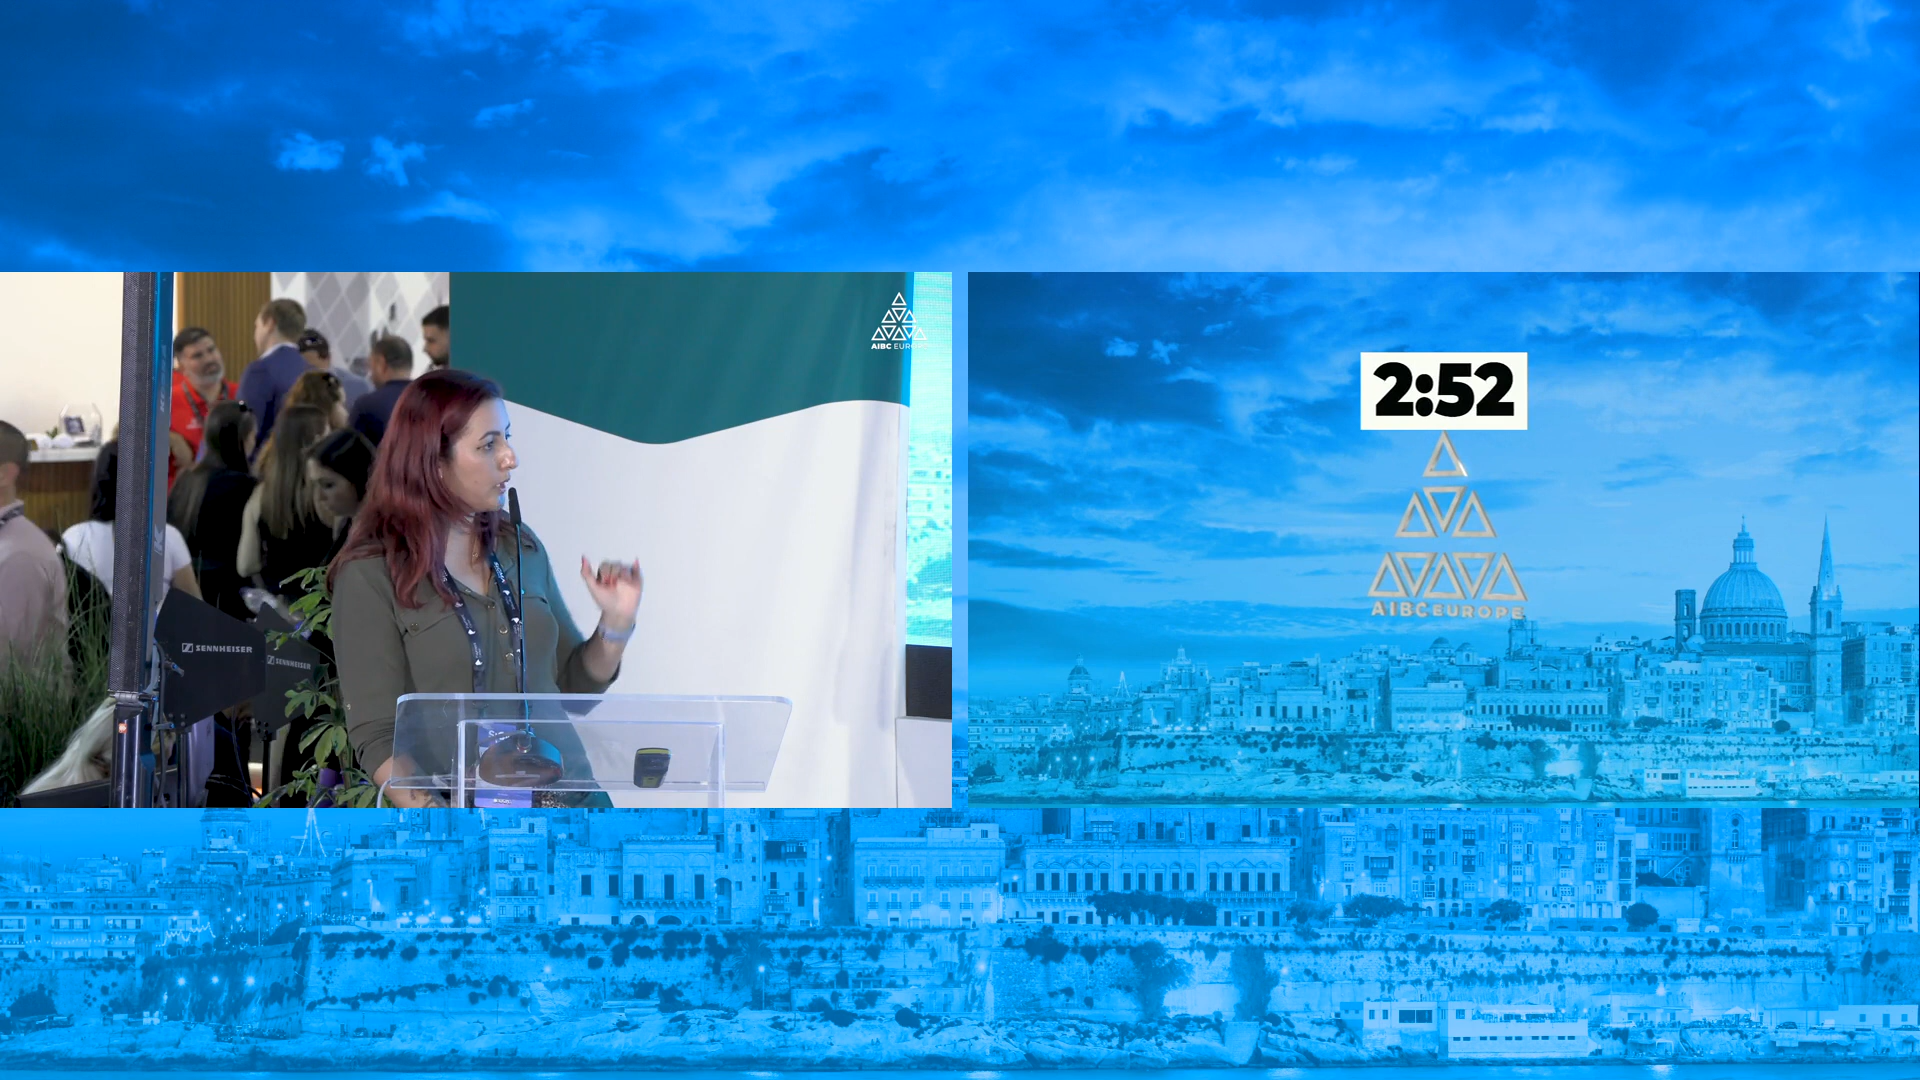 AIBC EUROPE
SENNHEISER
SENNHEISER
2:52
AIBC EUROPE